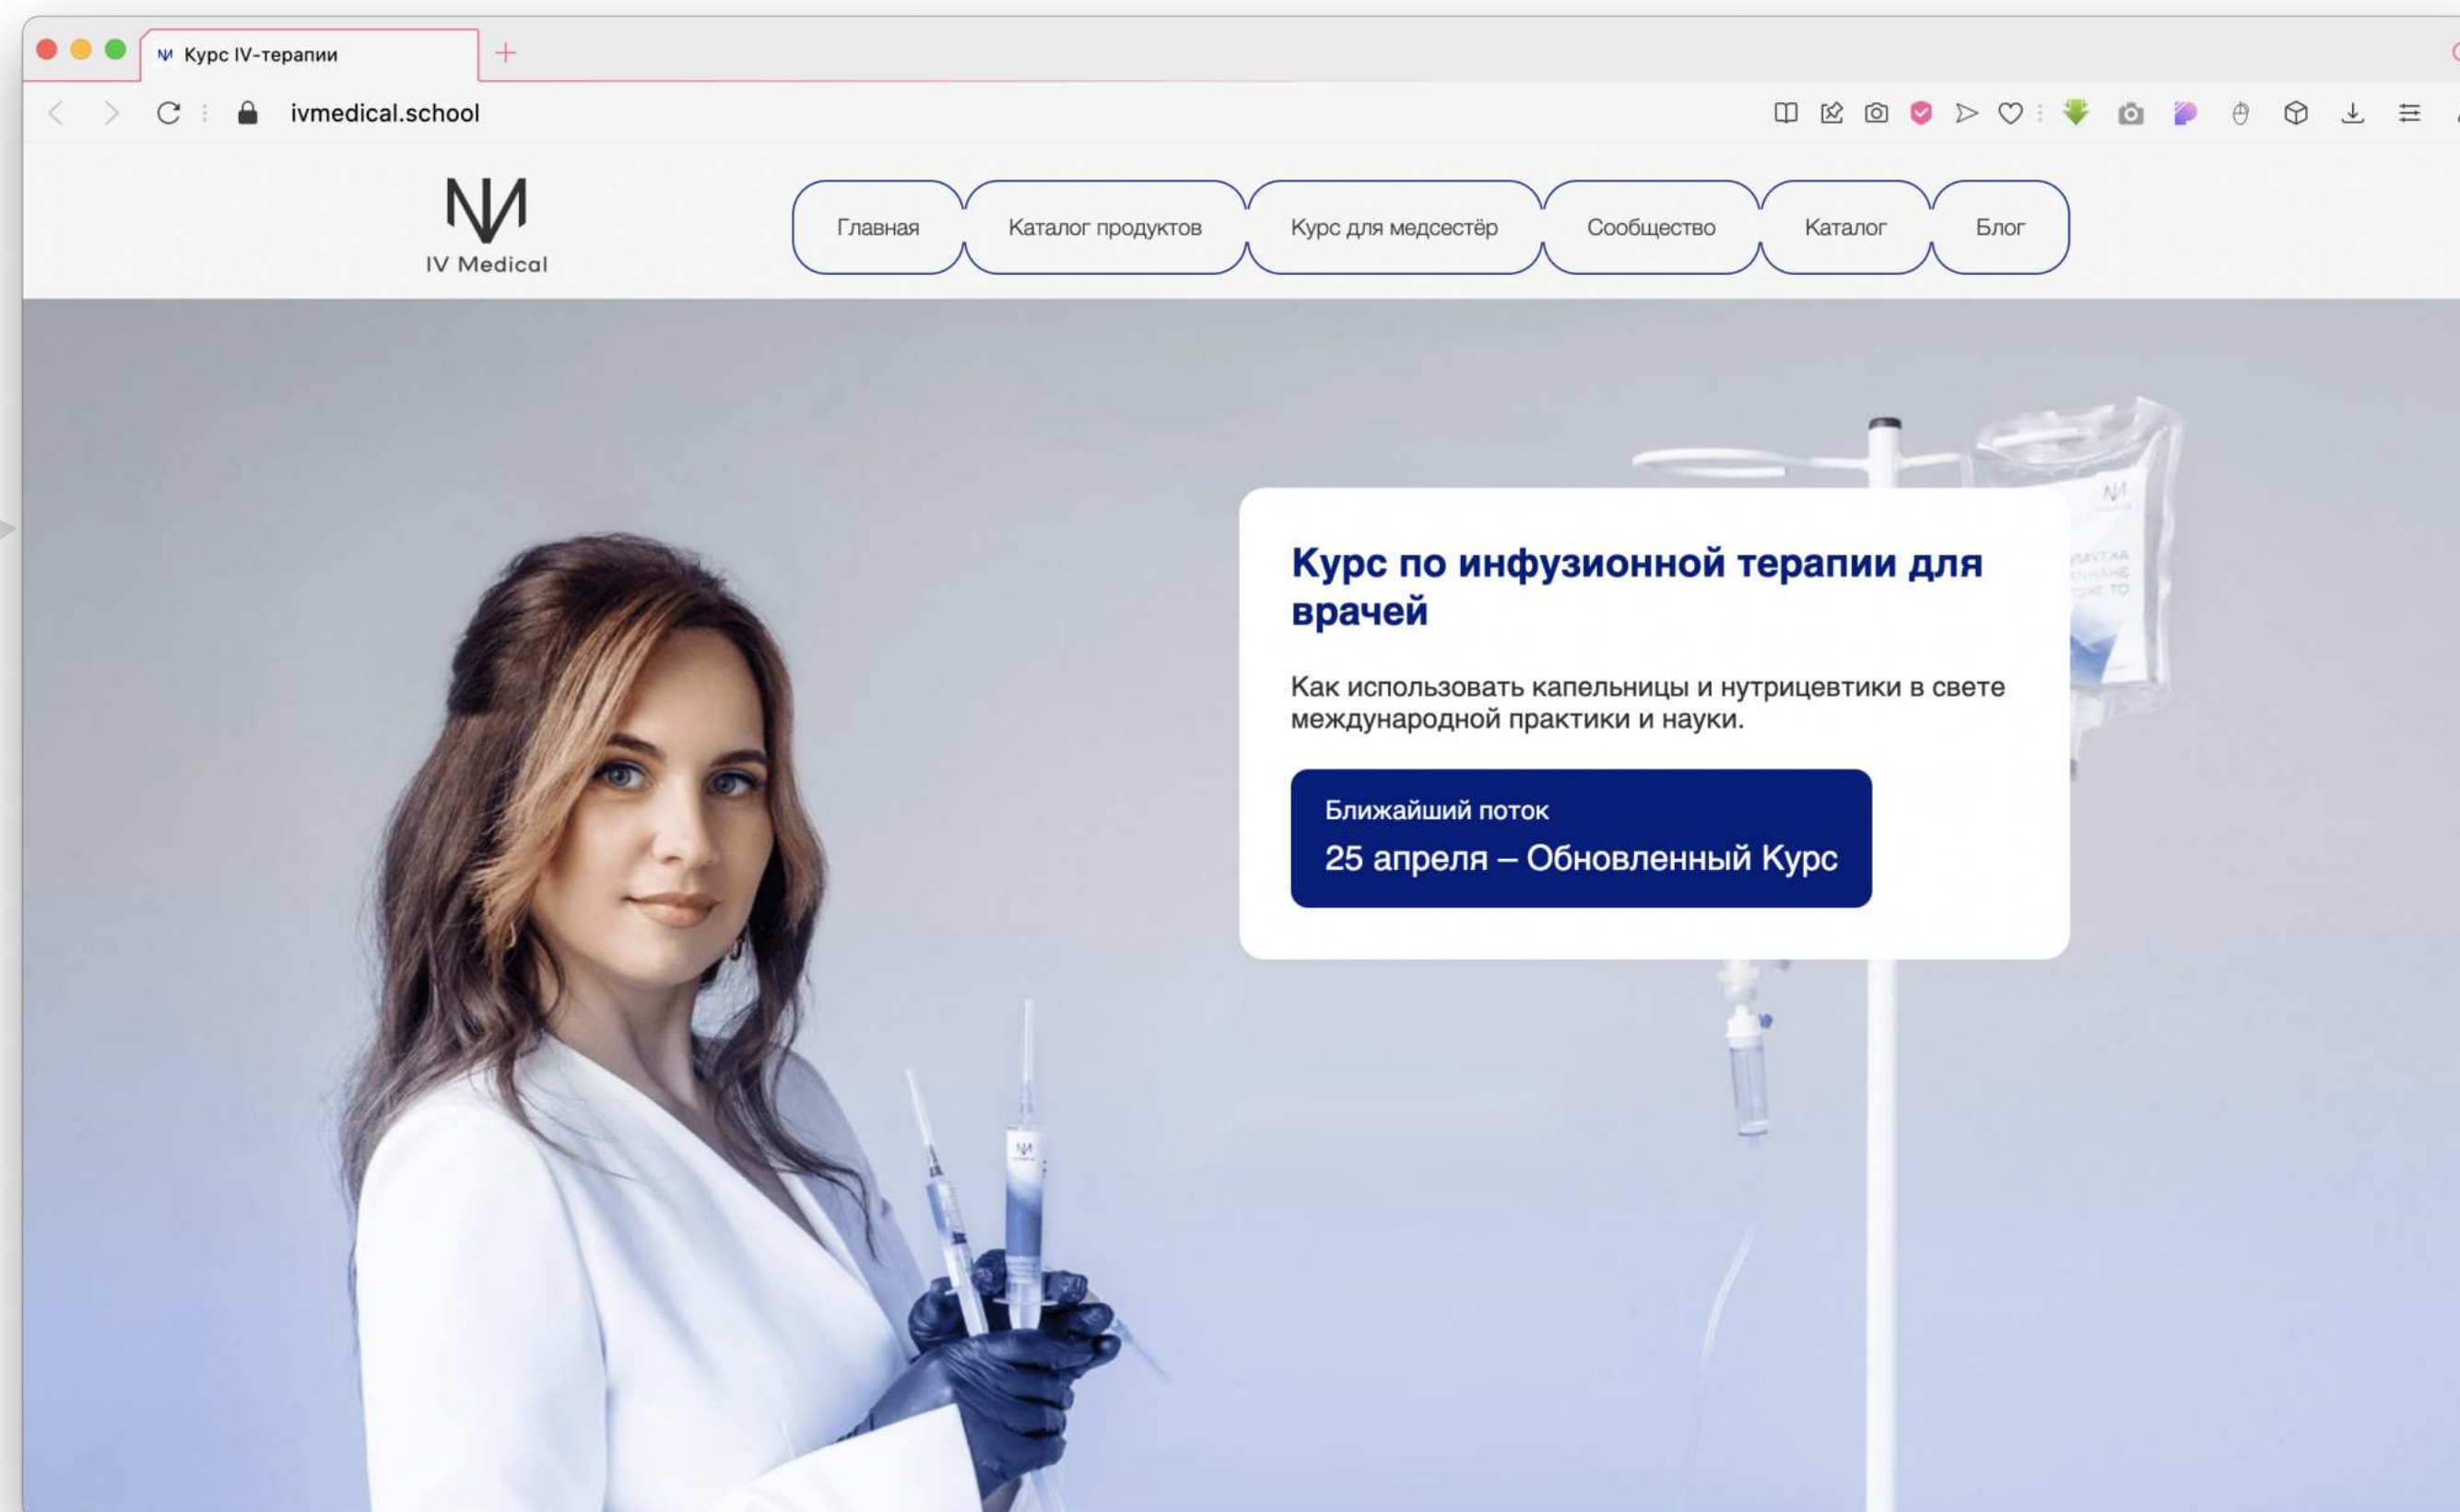 Курс IV-терапии
ivmedical.school
IV Medical
Главная
Каталог продуктов
Курс для медсестёр
Сообщество
Каталог
Блог
Курс по инфузионной терапии для
врачей
Как использовать капельницы и нутрицевтики в свете
международной практики и науки.
Ближайший поток
25 апреля – Обновленный Курс